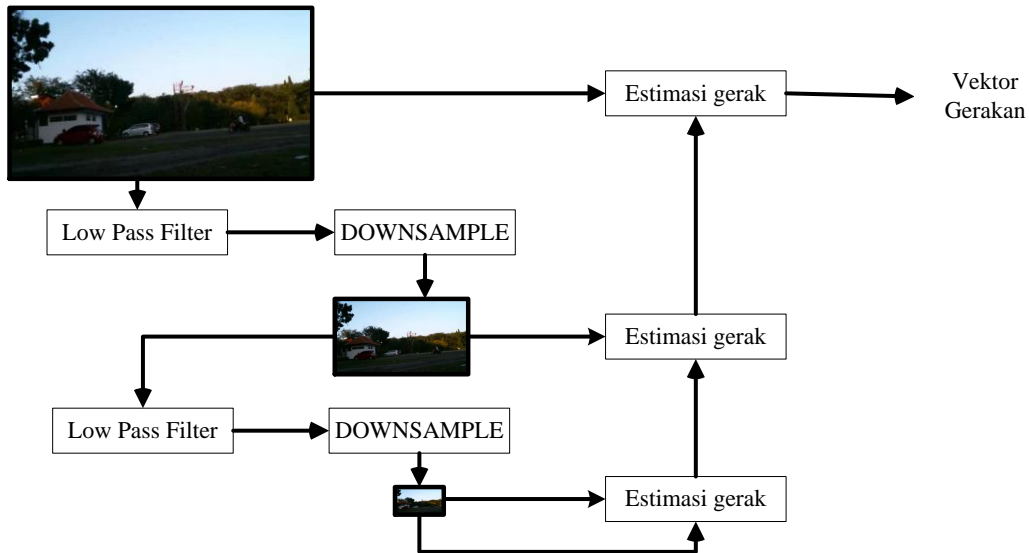 Estimasi gerak
Vektor
Gerakan
Low Pass Filter
DOWNSAMPLE
Estimasi gerak
Low Pass Filter
DOWNSAMPLE
Estimasi gerak